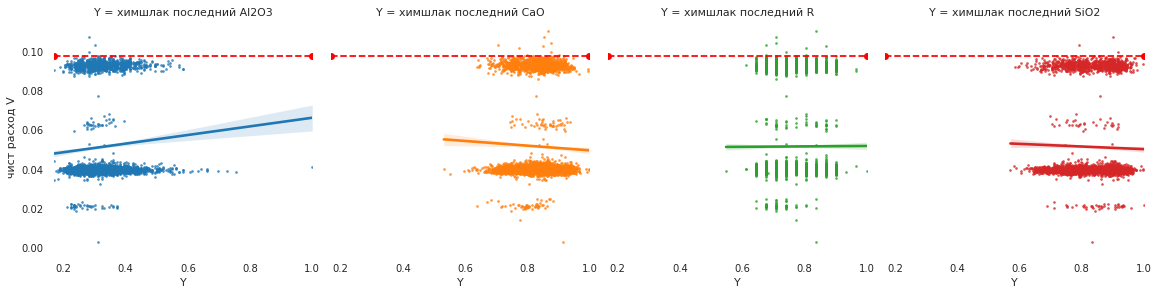 Y = химшлак последний Al2O3
Y = химшлак последний CaO
Y = химшлак последний R
Y = химшлак последний SiO2
чист расход V
0.10
0.08
0.06
0.04
0.02
0.00
0.2 0.4 0.6 0.8 1.0
0.2 0.4 0.6 0.8 1.0
0.2 0.4 0.6 0.8 1.0
0.2 0.4 0.6 0.8 1.0
Y
Y
Y
Y